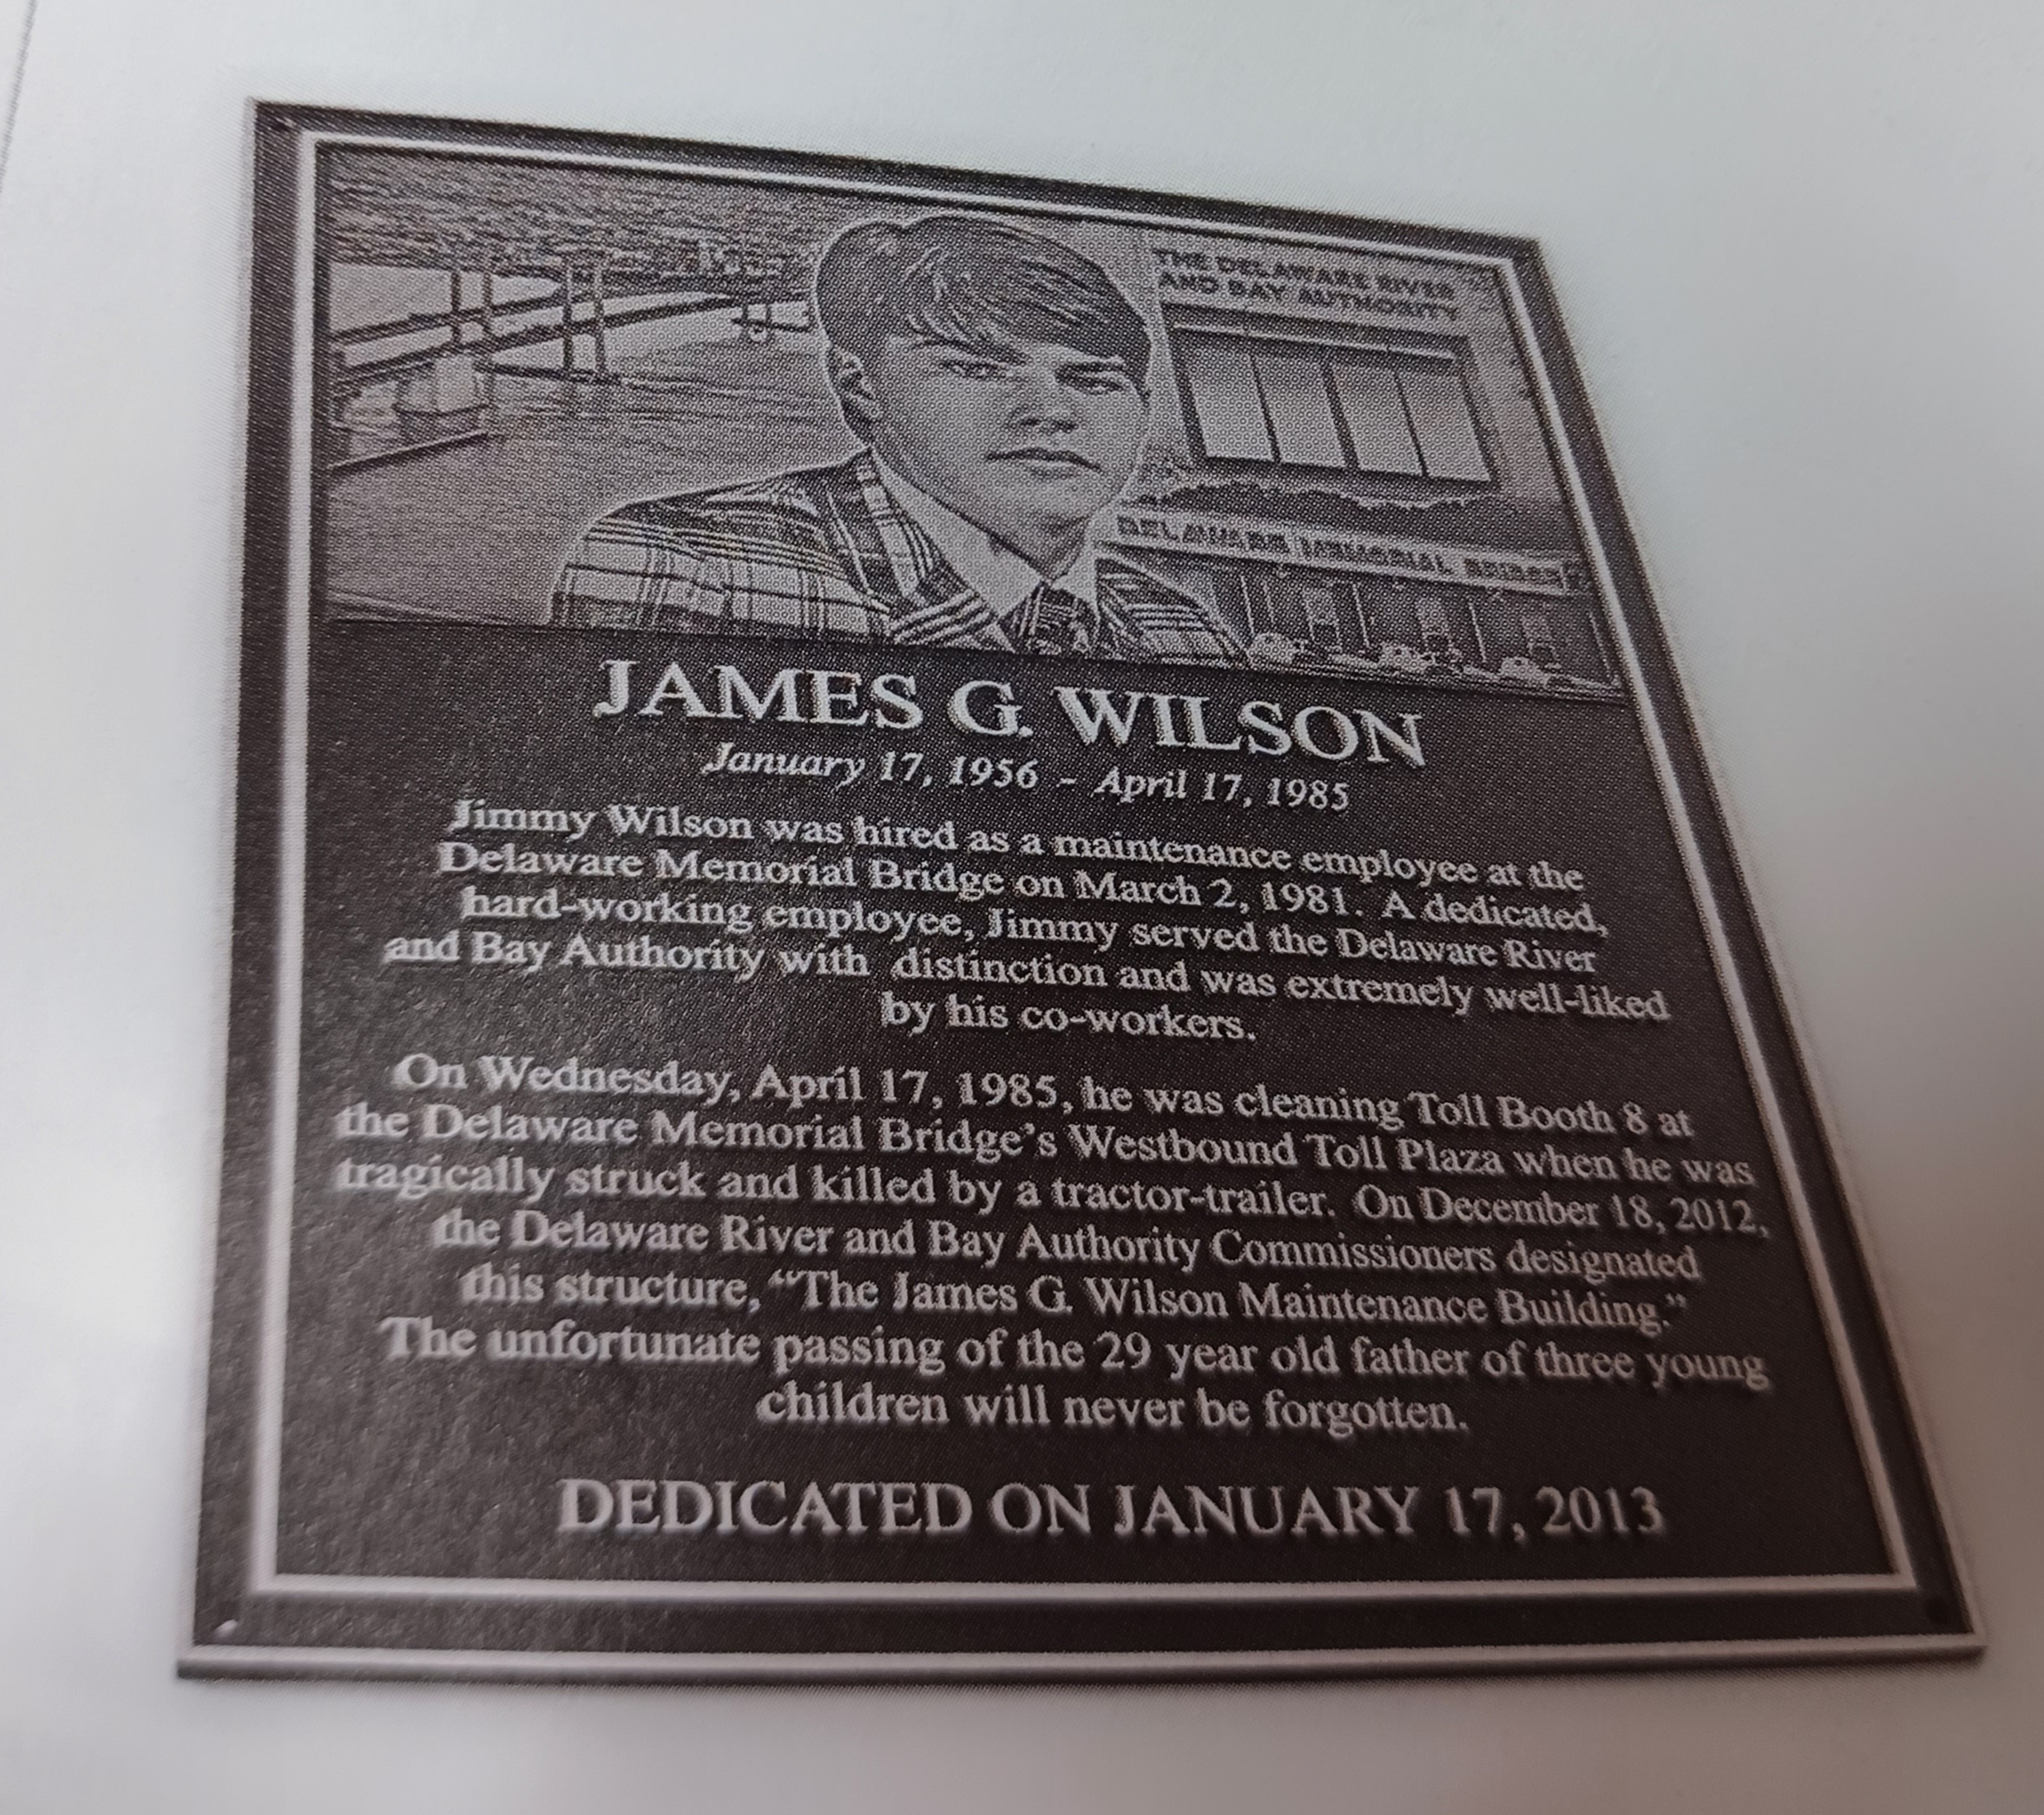 THE DELAWARE RIVER
AND BAY AUTHORITY
DELAWARE MEMORIAL BRIDGE
JAMES G. WILSON
January 17, 1956 - April 17, 1985
Jimmy Wilson was hired as a maintenance employee at the
Delaware Memorial Bridge on March 2, 1981. A dedicated,
hard-working employee, Jimmy served the Delaware River
and Bay Authority with distinction and was extremely well-liked
by his co-workers.
On Wednesday, April 17, 1985, he was cleaning Toll Booth 8 at
the Delaware Memorial Bridge's Westbound Toll Plaza when he was
tragically struck and killed by a tractor-trailer. On December 18, 2012,
the Delaware River and Bay Authority Commissioners designated
this structure, "The James G. Wilson Maintenance Building."
The unfortunate passing of the 29 year old father of three young
children will never be forgotten.
DEDICATED ON JANUARY 17, 2013